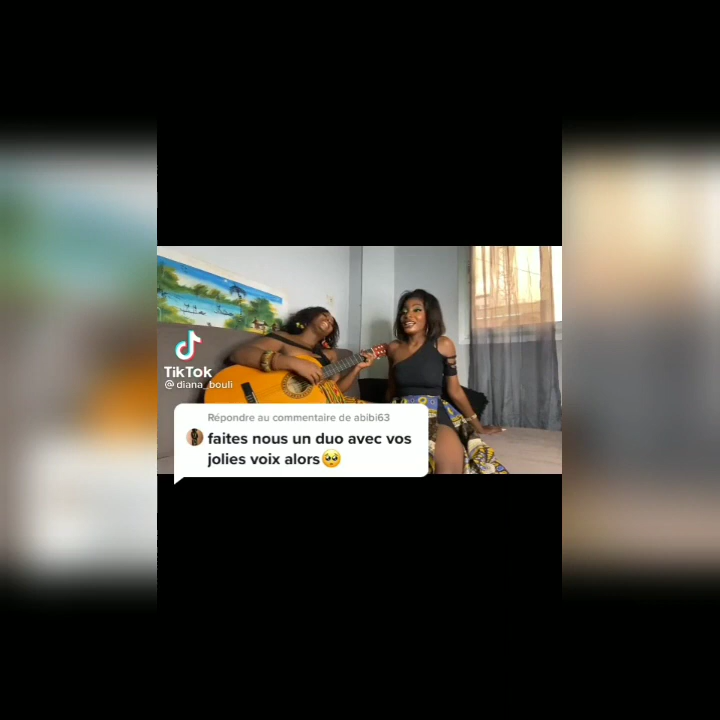 TikTok
@diana_bouli
Répondre au commentaire de abibi63
faites nous un duo avec vos
jolies voix alors🥺